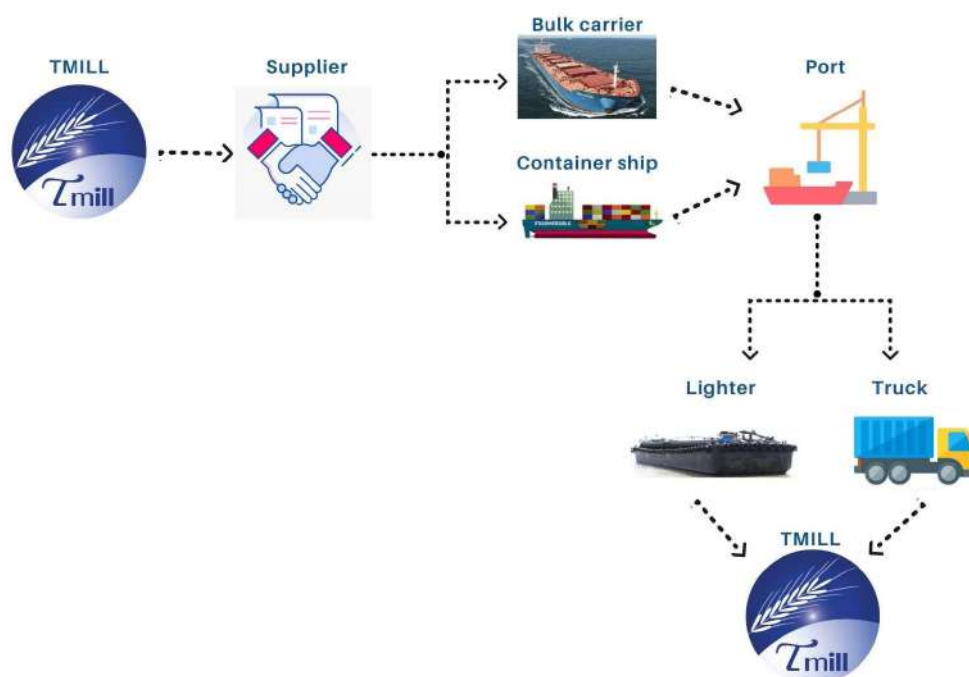 Bulk carrier
TMILL
Supplier
Port
Container ship
Tmill
Lighter
Truck
TMILL
Tmill